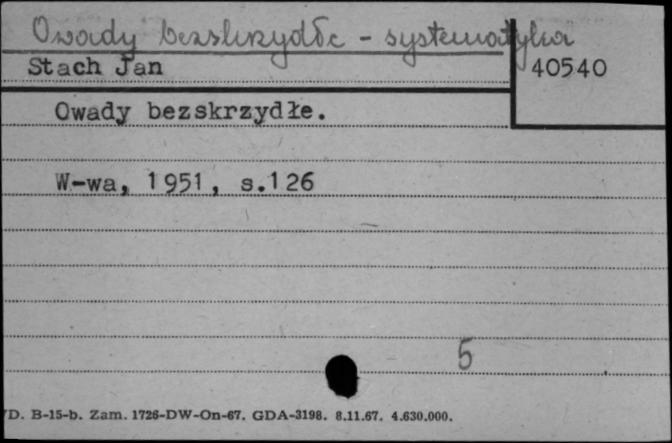 Owady bezskrzydłe - systematyka
Stach Jan
40540
Owady bezskrzydłe.
W-wa, 1951, s.126
5
D. B-15-b. Zam. 1726-DW-On-67. GDA-3198. 8.11.67. 4.630.000.